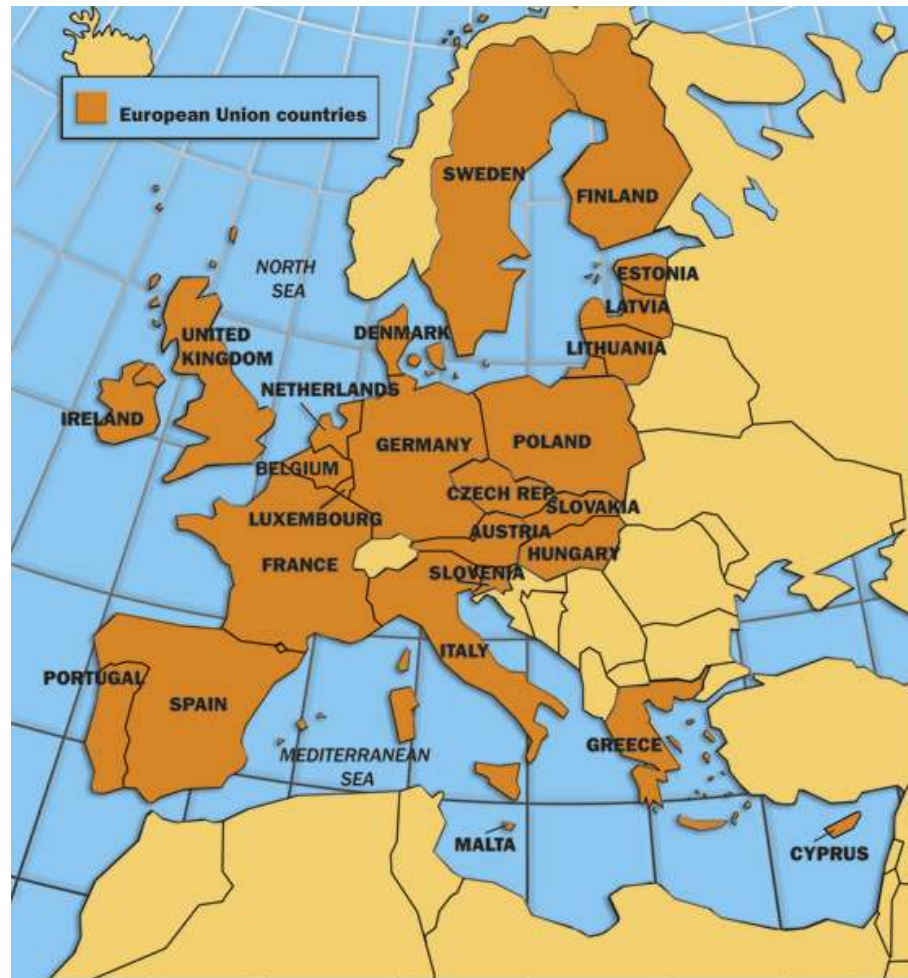 European Union countries
SWEDEN
FINLAND
NORTH
SEA
ESTONIA
LATVIA
UNITED
KINGDOM
DENMARK
LITHUANIA
NETHERLANDS
IRELAND
GERMANY
POLAND
BELGIUM
CZECH REP.
SLOVAKIA
LUXEMBOURG
AUSTRIA
HUNGARY
FRANCE
SLOVENIA
ITALY
PORTUGAL
SPAIN
GREECE
MEDITERRANEAN
SEA
MALTA
CYPRUS